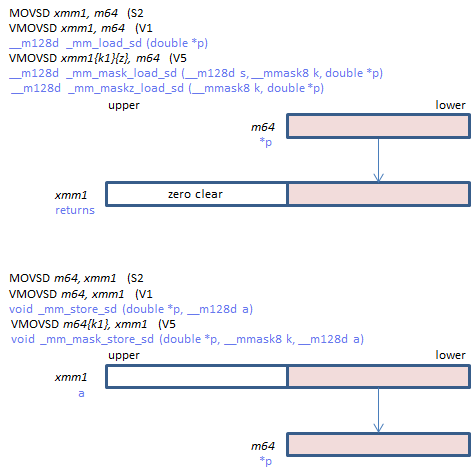 MOVSD xmm1, m64 (S2
VMOVSD xmm1, m64 (V1
__m128d _mm_load_sd (double *p)
VMOVSD xmm1{k1}{z}, m64 (V5
__m128d _mm_mask_load_sd (__m128d s, __mmask8 k, double *p)
__m128d _mm_maskz_load_sd (__mmask8 k, double *p)
upper lower
m64
*p
xmm1 zero clear
returns
MOVSD m64, xmm1 (S2
VMOVSD m64, xmm1 (V1
void _mm_store_sd (double *p, __m128d a)
VMOVSD m64{k1}, xmm1 (V5
void _mm_mask_store_sd (double *p, __mmask8 k, __m128d a)
upper lower
xmm1
a
m64
*p